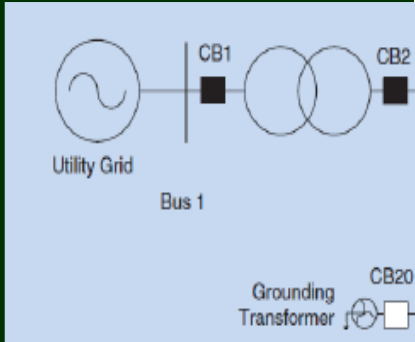 CB1
CB2
Utility Grid
Bus 1
CB20
Grounding
Transformer